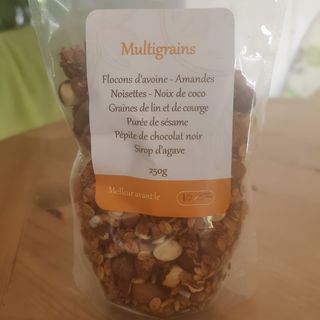 Multigrains
Flocons d'avoine - Amandes
Noisettes - Noix de coco
Graines de lin et de courge
Purée de sésame
Pépite de chocolat noir
Sirop d'agave
250g
Meilleur avant le